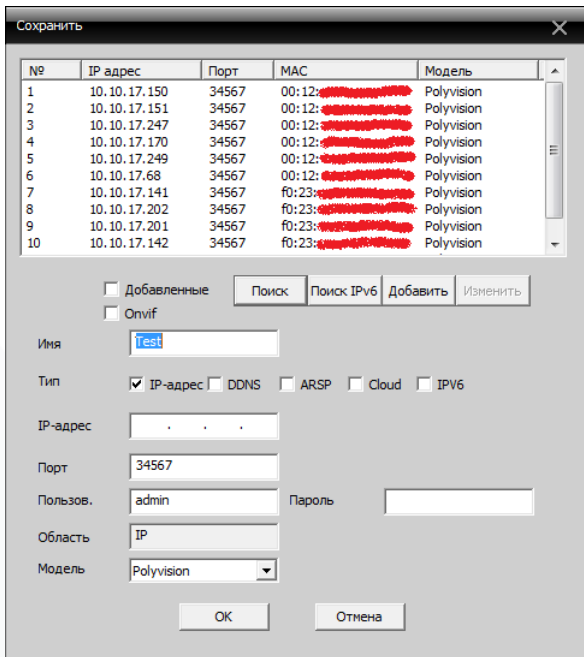 Сохранить
№ IP адрес Порт MAC Модель
1 10.10.17.150 34567 00:12: Polyvision
2 10.10.17.151 34567 00:12: Polyvision
3 10.10.17.247 34567 00:12: Polyvision
4 10.10.17.170 34567 00:12: Polyvision
5 10.10.17.249 34567 00:12: Polyvision
6 10.10.17.68 34567 00:12: Polyvision
7 10.10.17.141 34567 f0:23: Polyvision
8 10.10.17.202 34567 f0:23: Polyvision
9 10.10.17.201 34567 f0:23: Polyvision
10 10.10.17.142 34567 f0:23: Polyvision
Добавленные Поиск Поиск IPv6 Добавить Изменить
Onvif
Имя Test
Тип IP-адрес DDNS ARSP Cloud IPV6
IP-адрес . . .
Порт 34567
Пользов. admin Пароль
Область IP
Модель Polyvision
OK Отмена